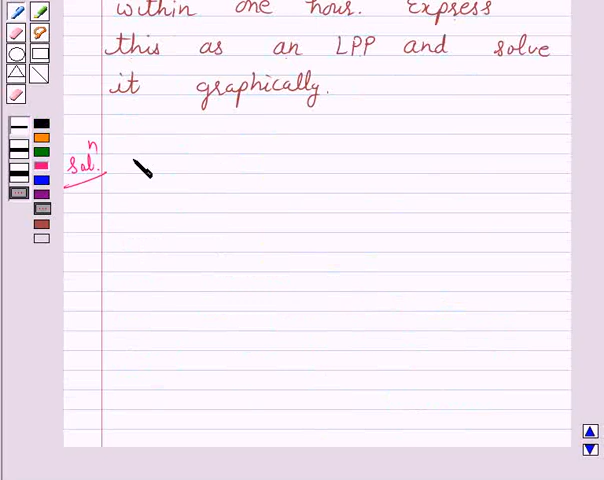 within one hour. Express
this as an LPP and solve
it graphically.
Solⁿ.